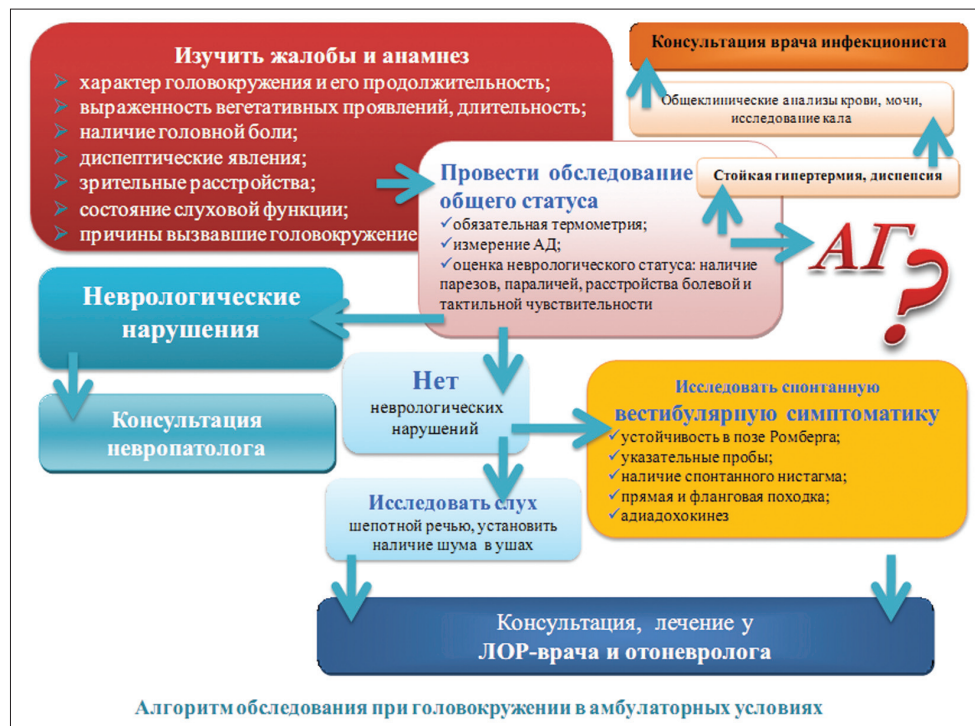 Изучить жалобы и анамнез
характер головокружения и его продолжительность;
выраженность вегетативных проявлений, длительность;
наличие головной боли;
диспептические явления;
зрительные расстройства;
состояние слуховой функции;
причины вызвавшие головокружение
Консультация врача инфекциониста
Общеклинические анализы крови, мочи,
исследование кала
Стойкая гипертермия, диспепсия
Провести обследование
общего статуса
обязательная термометрия;
измерение АД;
оценка неврологического статуса: наличие
парезов, параличей, расстройства болевой и
тактильной чувствительности
АГ?
Неврологические
нарушения
Консультация
невропатолога
Нет
неврологических
нарушений
Исследовать спонтанную
вестибулярную симптоматику
устойчивость в позе Ромберга;
указательные пробы;
наличие спонтанного нистагма;
прямая и фланговая походка;
адиадохокинез
Исследовать слух
шепотной речью, установить
наличие шума в ушах
Консультация, лечение у
ЛОР-врача и отоневролога
Алгоритм обследования при головокружении в амбулаторных условиях